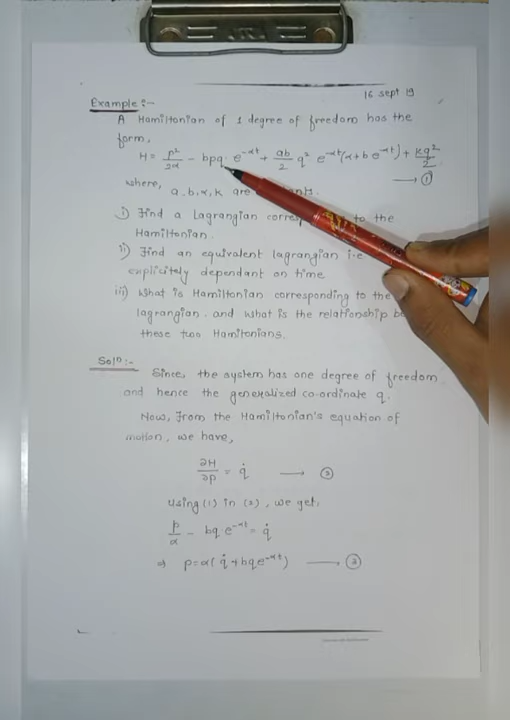 16 sept 19
Example :-
A Hamiltonian of 1 degree of freedom has the
form,
H = p²/2α - bpq· e^-αt + ab/2 q² e^-αt (α + b e^-αt) + kq²/2 → ①
where, a, b, α, k are
i) Find a Lagrangian to the
Hamiltonian.
ii) Find an equivalent lagrangian i.e
explicitely dependant on time
iii) What is Hamiltonian corresponding to the
lagrangian. and what is the relationship
these two Hamitonians.
Solⁿ:-
Since, the system has one degree of freedom
and hence the generalized co-ordinate q.
Now, From the Hamiltonian's equation of
motion, we have,
∂H/∂p = q̇ → ②
using (1) in (2), we get,
p/α - bq e^-αt = q̇
⇒ p = α( q̇ + bq e^-αt ) → ③